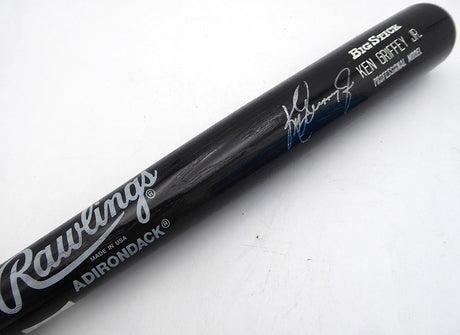 BIG STICK
KEN GRIFFEY JR.
PROFESSIONAL MODEL
Rawlings®
MADE IN USA
ADIRONDACK®